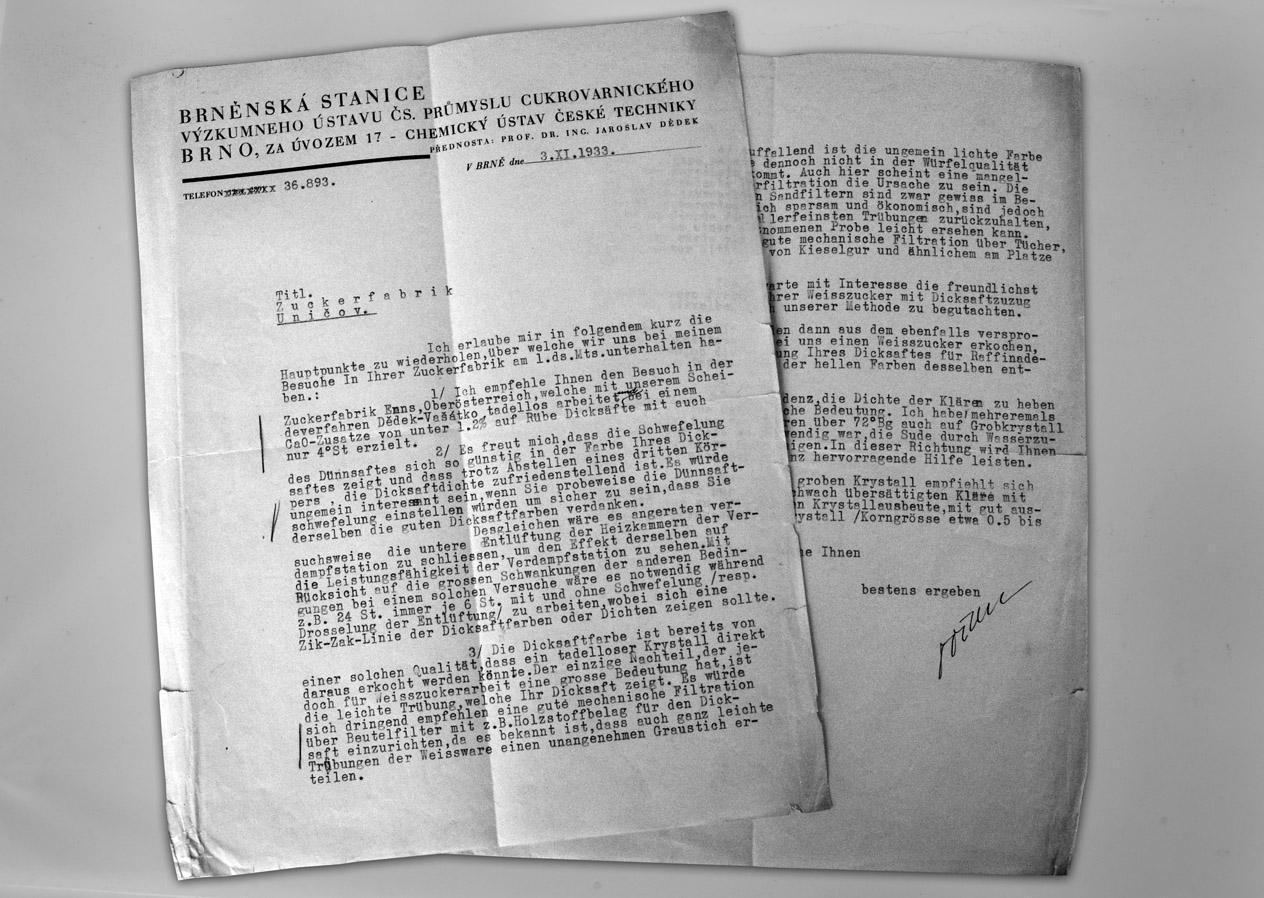 BRNĚNSKÁ STANICE
VÝZKUMNEHO ÚSTAVU ČS. PRŮMYSLU CUKROVARNICKÉHO
BRNO, ZA ÚVOZEM 17 - CHEMICKÝ ÚSTAV ČESKÉ TECHNIKY
PŘEDNOSTA: PROF. DR. ING. JAROSLAV DĚDEK
V BRNĚ dne 3.XI.1933.
TELEFON 36.893.
Titl.
Zuckerfabrik
Uničov.
Ich erlaube mir in folgendem kurz die
Hauptpunkte zu wiederholen,über welche wir uns bei meinem
Besuche In Ihrer Zuckerfabrik am 1.ds.Mts.unterhalten ha-
ben.:
1/ Ich empfehle Ihnen den Besuch in der
Zuckerfabrik Enns,Oberösterreich,welche mit unserem Schei-
deverfahren Dědek-Vašátko tadellos arbeitet,bei einem
CaO-Zusatze von unter 1.2% auf Rübe Dicksäfte mit auch
nur 4°St erzielt.
2/ Es freut mich,dass die Schwefelung
des Dünnsaftes sich so günstig in der Farbe Ihres Dick-
saftes zeigt und dass trotz Abstellen eines dritten Kör-
pers , die Dicksaftdichte zufriedenstellend ist.Es würde
ungemein interessant sein,wenn Sie probeweise die Dünnsaft-
schwefelung einstellen würden um sicher zu sein,dass Sie
derselben die guten Dicksaftfarben verdanken.
Desgleichen wäre es angeraten ver-
suchsweise die untere Entlüftung der Heizkammern der Ver-
dampfstation zu schliessen, um den Effekt derselben auf
die Leistungsfähigkeit der Verdampfstation zu sehen.Mit
Rücksicht auf die grossen Schwankungen der anderen Bedin-
gungen bei einem solchen Versuche wäre es notwendig während
z.B. 24 St. immer je 6 St. mit und ohne Schwefelung /resp.
Drosselung der Entlüftung/ zu arbeiten,wobei sich eine
Zik-Zak-Linie der Dicksaftfarben oder Dichten zeigen sollte.
3/ Die Dicksaftfarbe ist bereits von
einer solchen Qualität,dass ein tadelloser Krystall direkt
daraus erkocht werden könnte.Der einzige Nachteil,der je-
doch für Weisszuckerarbeit eine grosse Bedeutung hat,ist
die leichte Trübung,welche Ihr Dicksaft zeigt. Es würde
sich dringend empfehlen eine gute mechanische Filtration
über Beutelfilter mit z.B.Holzstoffbelag für den Dick-
saft einzurichten,da es bekannt ist,dass auch ganz leichte
Trübungen der Weissware einen unangenehmen Graustich er-
teilen.
uffallend ist die ungemein lichte Farbe
dennoch nicht in der Würfelqualität
ommt. Auch hier scheint eine mangel-
rfiltration die Ursache zu sein. Die
n Sandfiltern sind zwar gewiss im Be-
ich sparsam und ökonomisch,sind jedoch
lerfeinsten Trübungen zurückzuhalten,
nommenen Probe leicht ersehen kann.
gute mechanische Filtration über Tücher,
von Kieselgur und ähnlichem am Platze
arte mit Interesse die freundlichst
hrer Weisszucker mit Dicksaftzuzug
unserer Methode zu begutachten.
en dann aus dem ebenfalls verspro-
ei uns einen Weisszucker erkochen,
ung Ihres Dicksaftes für Raffinade-
der hellen Farben desselben ent-
denz,die Dichte der Klären zu heben
che Bedeutung. Ich habe mehreremals
ren über 72°Bg auch auf Grobkrystall
wendig war,die Sude durch Wasserzu-
igen.In dieser Richtung wird Ihnen
nz hervorragende Hilfe leisten.
groben Krystall empfiehlt sich
chwach übersättigten Kläre mit
n Krystallausbeute,mit gut aus-
rystall /Korngrösse etwa 0.5 bis
he Ihnen
bestens ergeben